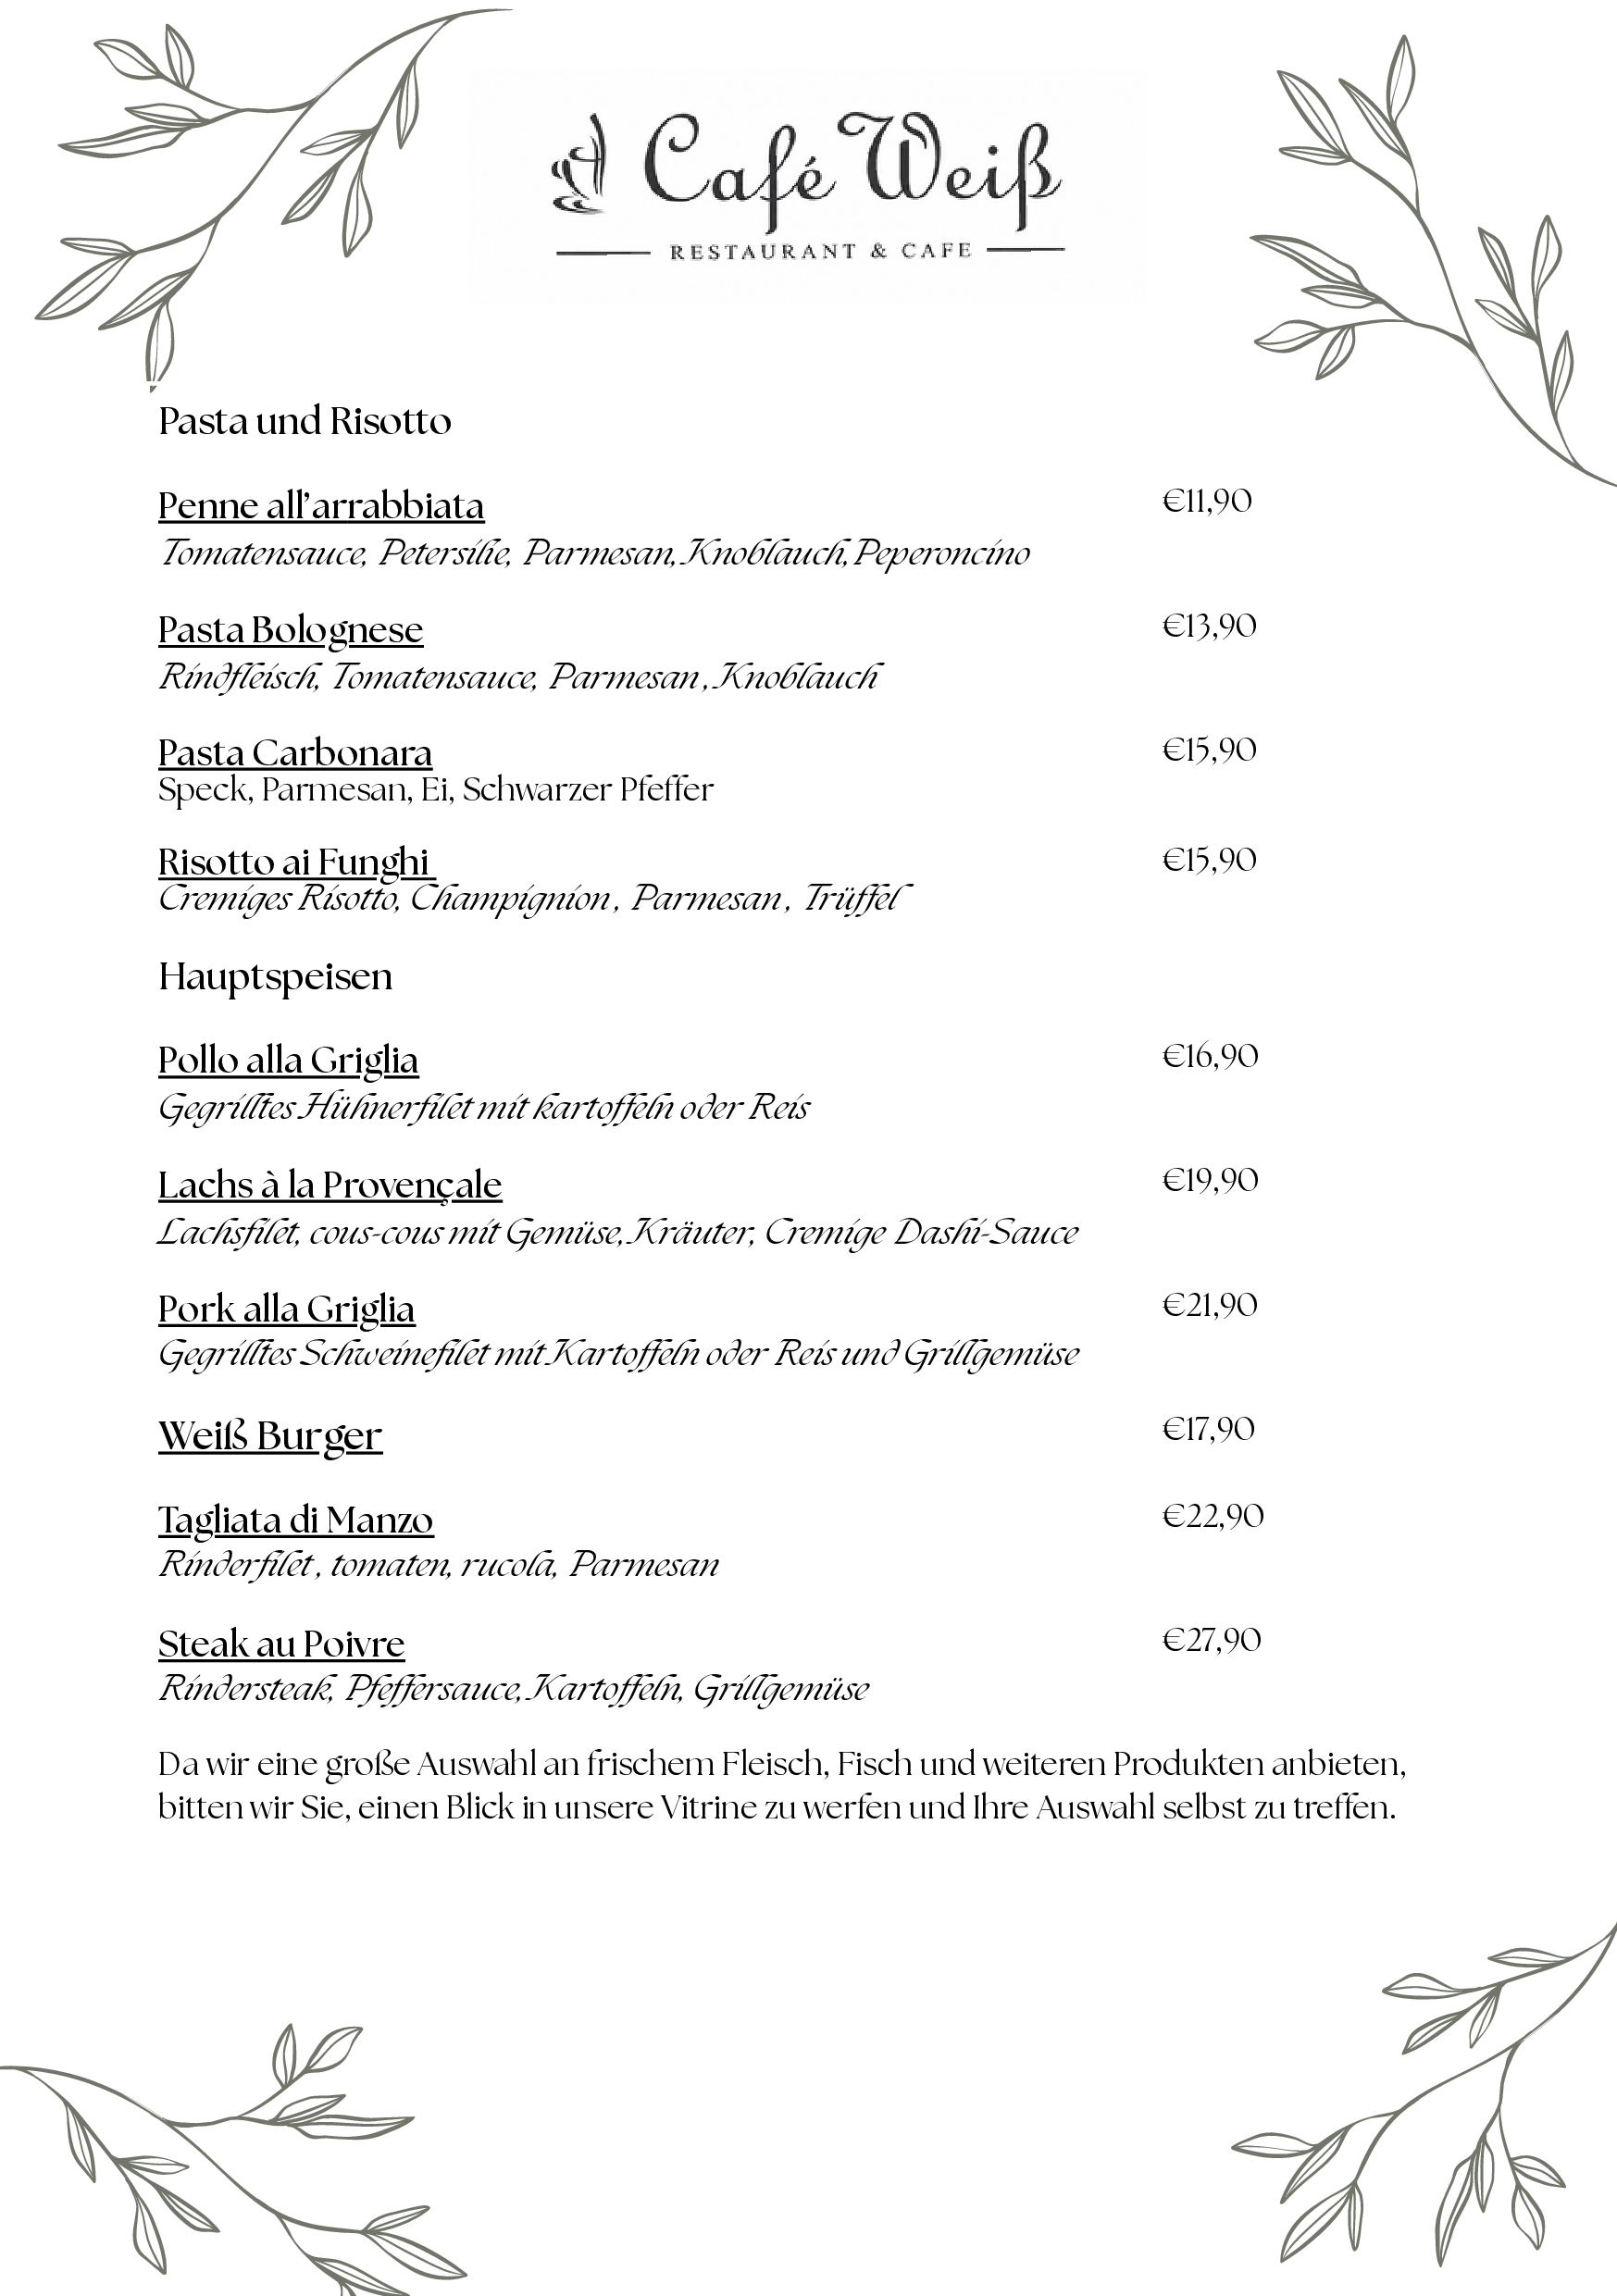 Café Weiß
RESTAURANT & CAFE
Pasta und Risotto
Penne all’arrabbiata €11,90
Tomatensauce, Petersilie, Parmesan, Knoblauch, Peperoncino
Pasta Bolognese €13,90
Rindfleisch, Tomatensauce, Parmesan , Knoblauch
Pasta Carbonara €15,90
Speck, Parmesan, Ei, Schwarzer Pfeffer
Risotto ai Funghi €15,90
Cremiges Risotto, Champignion , Parmesan , Trüffel
Hauptspeisen
Pollo alla Griglia €16,90
Gegrilltes Hühnerfilet mit kartoffeln oder Reis
Lachs à la Provençale €19,90
Lachsfilet, cous-cous mit Gemüse, Kräuter, Cremige Dashi-Sauce
Pork alla Griglia €21,90
Gegrilltes Schweinefilet mit Kartoffeln oder Reis und Grillgemüse
Weiß Burger €17,90
Tagliata di Manzo €22,90
Rinderfilet , tomaten, rucola, Parmesan
Steak au Poivre €27,90
Rindersteak, Pfeffersauce, Kartoffeln, Grillgemüse
Da wir eine große Auswahl an frischem Fleisch, Fisch und weiteren Produkten anbieten,
bitten wir Sie, einen Blick in unsere Vitrine zu werfen und Ihre Auswahl selbst zu treffen.